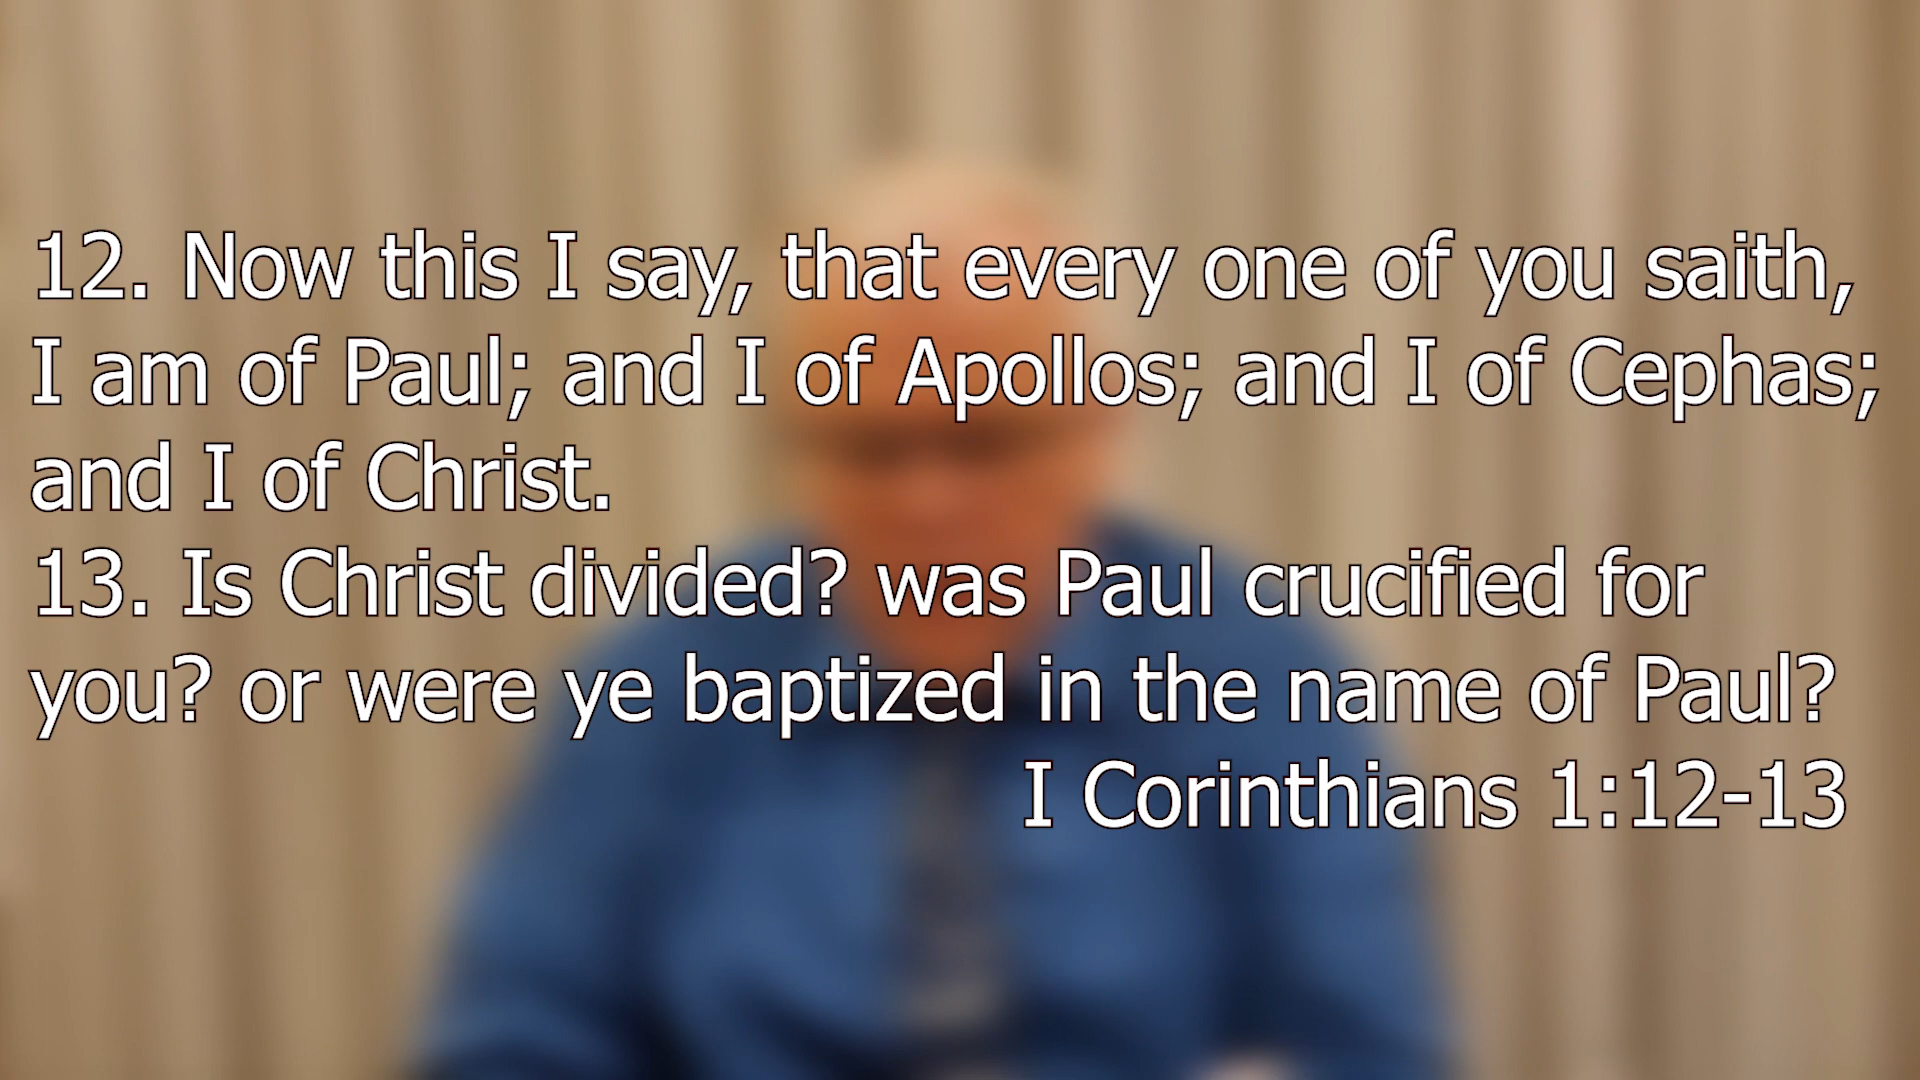 12. Now this I say, that every one of you saith,
I am of Paul; and I of Apollos; and I of Cephas;
and I of Christ.
13. Is Christ divided? was Paul crucified for
you? or were ye baptized in the name of Paul?
I Corinthians 1:12-13